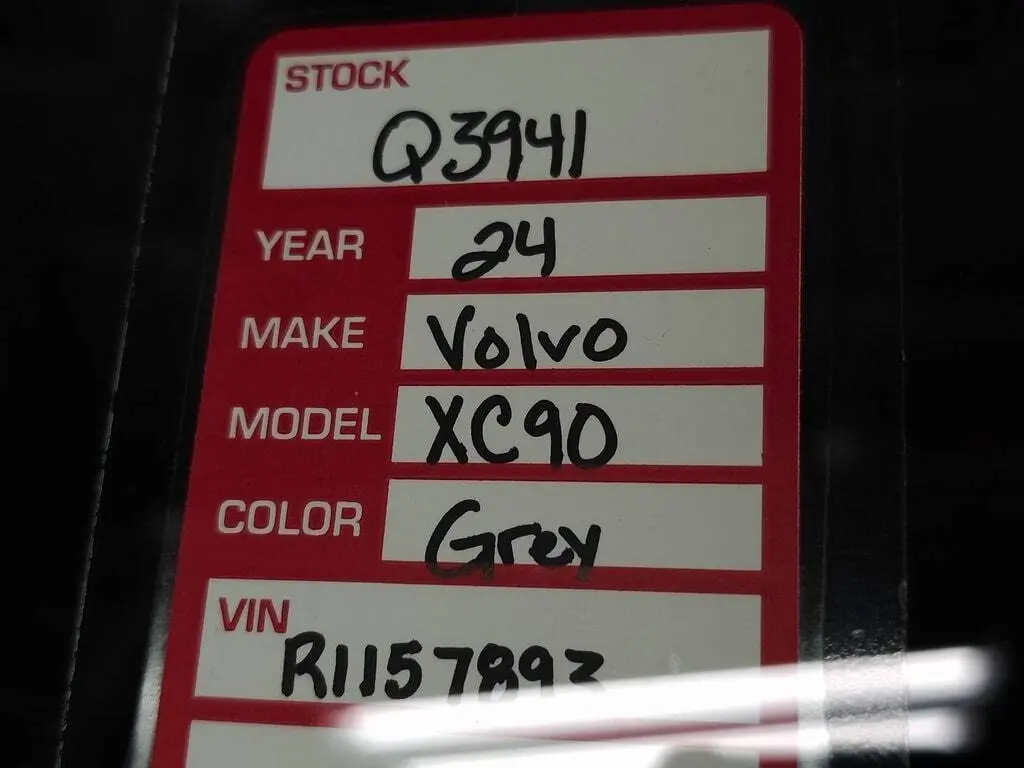 STOCK
Q3941
YEAR 24
MAKE Volvo
MODEL XC90
COLOR Grey
VIN
R1157893